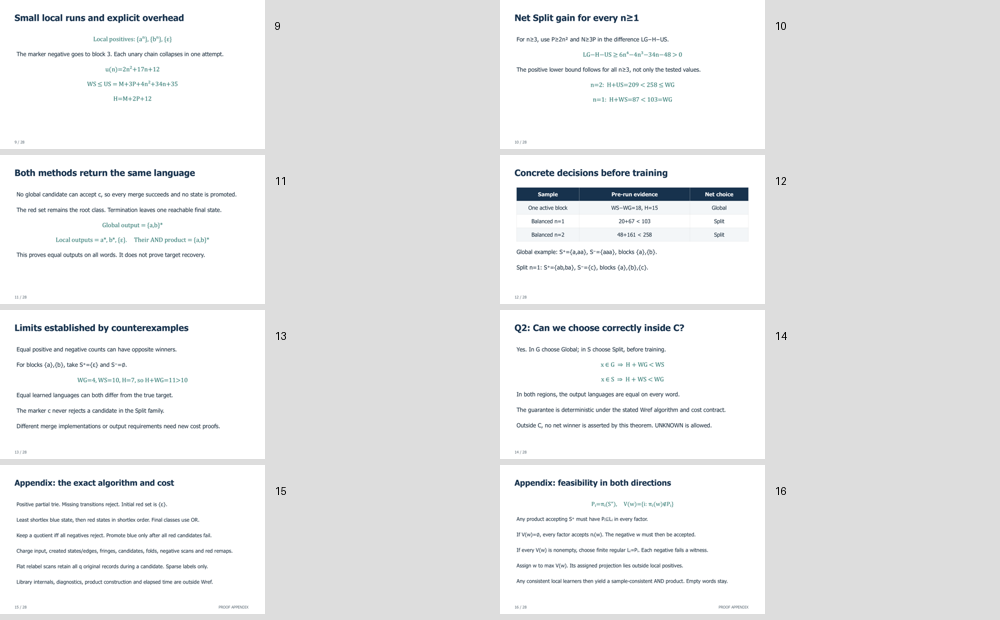 Small local runs and explicit overhead
Local positives: {aⁿ}, {bⁿ}, {ε}
The marker negative goes to block 3. Each unary chain collapses in one attempt.
u(n)=2n²+17n+12
WS ≤ US = M+3P+4n²+34n+35
H=M+2P+12
9 / 28
9
Net Split gain for every n≥1
For n≥3, use P≥2n² and N≥3P in the difference LG−H−US.
The positive lower bound follows for all n≥3, not only the tested values.
n=2: H+US=209 < 258 ≤ WG
n=1: H+WS=87 < 103=WG
10 / 28
10
Both methods return the same language
No global candidate can accept c, so every merge succeeds and no state is promoted.
The red set remains the root class. Termination leaves one reachable final state.
Global output = {a,b}*
Local outputs = a*, b*, {ε}. Their AND product = {a,b}*
This proves equal outputs on all words. It does not prove target recovery.
11 / 28
11
Concrete decisions before training
Sample Pre-run evidence Net choice
One active block WS−WG=18, H=15 Global
Balanced n=1 20+67 < 103 Split
Balanced n=2 48+161 < 258 Split
Global example: S⁺={a,aa}, S⁻={aaa}, blocks {a},{b}.
Split n=1: S⁺={ab,ba}, S⁻={c}, blocks {a},{b},{c}.
12 / 28
12
Limits established by counterexamples
Equal positive and negative counts can have opposite winners.
For blocks {a},{b}, take S⁺={ε} and S⁻=∅.
WG=4, WS=10, H=7, so H+WG=11>10
Equal learned languages can both differ from the true target.
The marker c never rejects a candidate in the Split family.
Different merge implementations or output requirements need new cost proofs.
13 / 28
13
Q2: Can we choose correctly inside C?
Yes. In G choose Global; in S choose Split, before training.
x ∈ G ⇒ H + WG < WS
x ∈ S ⇒ H + WS < WG
In both regions, the output languages are equal on every word.
The guarantee is deterministic under the stated Wref algorithm and cost contract.
Outside C, no net winner is asserted by this theorem. UNKNOWN is allowed.
14 / 28
14
Appendix: the exact algorithm and cost
Positive partial trie. Missing transitions reject. Initial red set is {ε}.
Least shortlex blue state, then red states in shortlex order. Final classes use OR.
Keep a quotient iff all negatives reject. Promote blue only after all red candidates fail.
Charge input, created states/edges, fringes, candidates, folds, negative scans and red remaps.
Flat relabel scans retain all q original records during a candidate. Sparse labels only.
Library internals, diagnostics, product construction and elapsed time are outside Wref.
15 / 28
PROOF APPENDIX
15
Appendix: feasibility in both directions
Pᵢ=πᵢ(S⁺), V(w)={i: πᵢ(w)∉Pᵢ}
Any product accepting S⁺ must have Pᵢ⊆Lᵢ in every factor.
If V(w)=∅, every factor accepts πᵢ(w). The negative w must then be accepted.
If every V(w) is nonempty, choose finite regular Lᵢ=Pᵢ. Each negative fails a witness.
Assign w to max V(w). Its assigned projection lies outside local positives.
Any consistent local learners then yield a sample-consistent AND product. Empty words stay.
16 / 28
PROOF APPENDIX
16